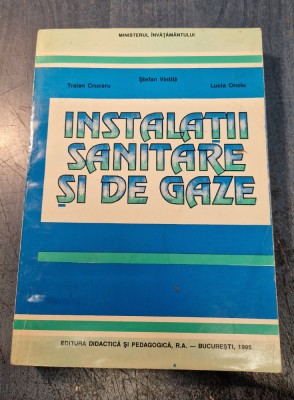 MINISTERUL ÎNVĂȚĂMÂNTULUI
Ștefan Vintilă
Traian Cruceru Lucia Onciu
INSTALAȚII
SANITARE
ȘI DE GAZE
EDITURA DIDACTICĂ ȘI PEDAGOGICĂ, R.A. — BUCUREȘTI, 1995